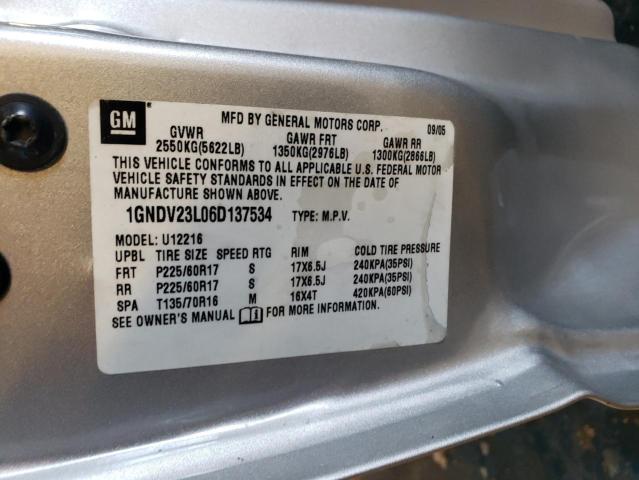 GM
MFD BY GENERAL MOTORS CORP. 09/05
GVWR GAWR FRT GAWR RR
2550KG(5622LB) 1350KG(2976LB) 1300KG(2866LB)
THIS VEHICLE CONFORMS TO ALL APPLICABLE U.S. FEDERAL MOTOR
VEHICLE SAFETY STANDARDS IN EFFECT ON THE DATE OF
MANUFACTURE SHOWN ABOVE.
1GNDV23L06D137534 TYPE: M.P.V.
MODEL: U12216
UPBL TIRE SIZE SPEED RTG RIM COLD TIRE PRESSURE
FRT P225/60R17 S 17X6.5J 240KPA(35PSI)
RR P225/60R17 S 17X6.5J 240KPA(35PSI)
SPA T135/70R16 M 16X4T 420KPA(60PSI)
SEE OWNER'S MANUAL FOR MORE INFORMATION.